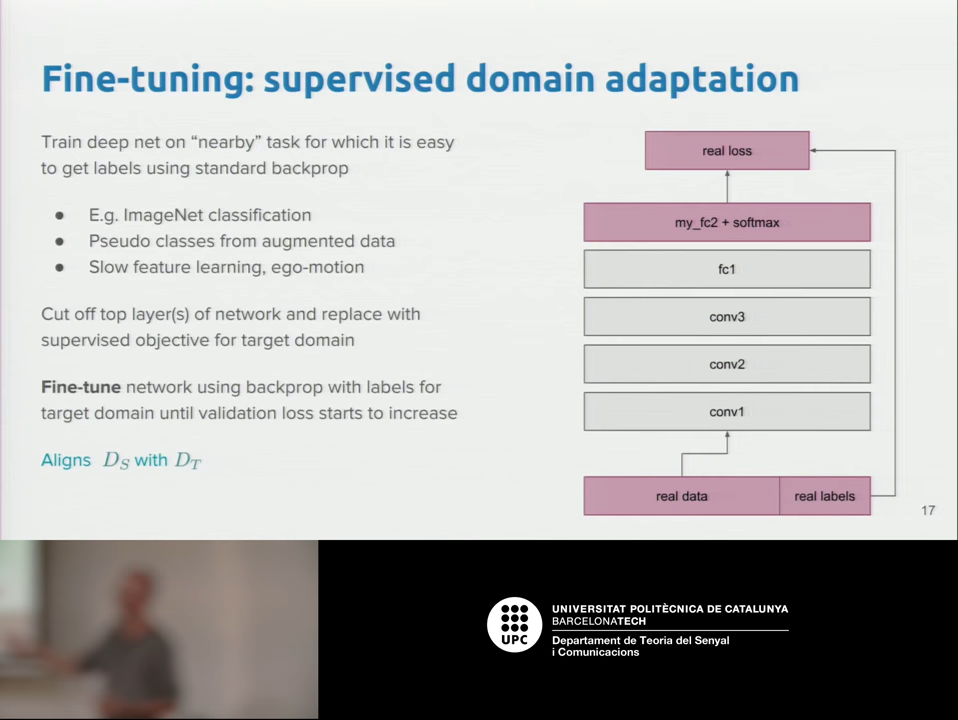 Fine-tuning: supervised domain adaptation
Train deep net on “nearby” task for which it is easy
to get labels using standard backprop
● E.g. ImageNet classification
● Pseudo classes from augmented data
● Slow feature learning, ego-motion
Cut off top layer(s) of network and replace with
supervised objective for target domain
Fine-tune network using backprop with labels for
target domain until validation loss starts to increase
Aligns D_S with D_T
real loss
my_fc2 + softmax
fc1
conv3
conv2
conv1
real data
real labels
17
UPC
UNIVERSITAT POLITÈCNICA DE CATALUNYA
BARCELONATECH
Departament de Teoria del Senyal
i Comunicacions